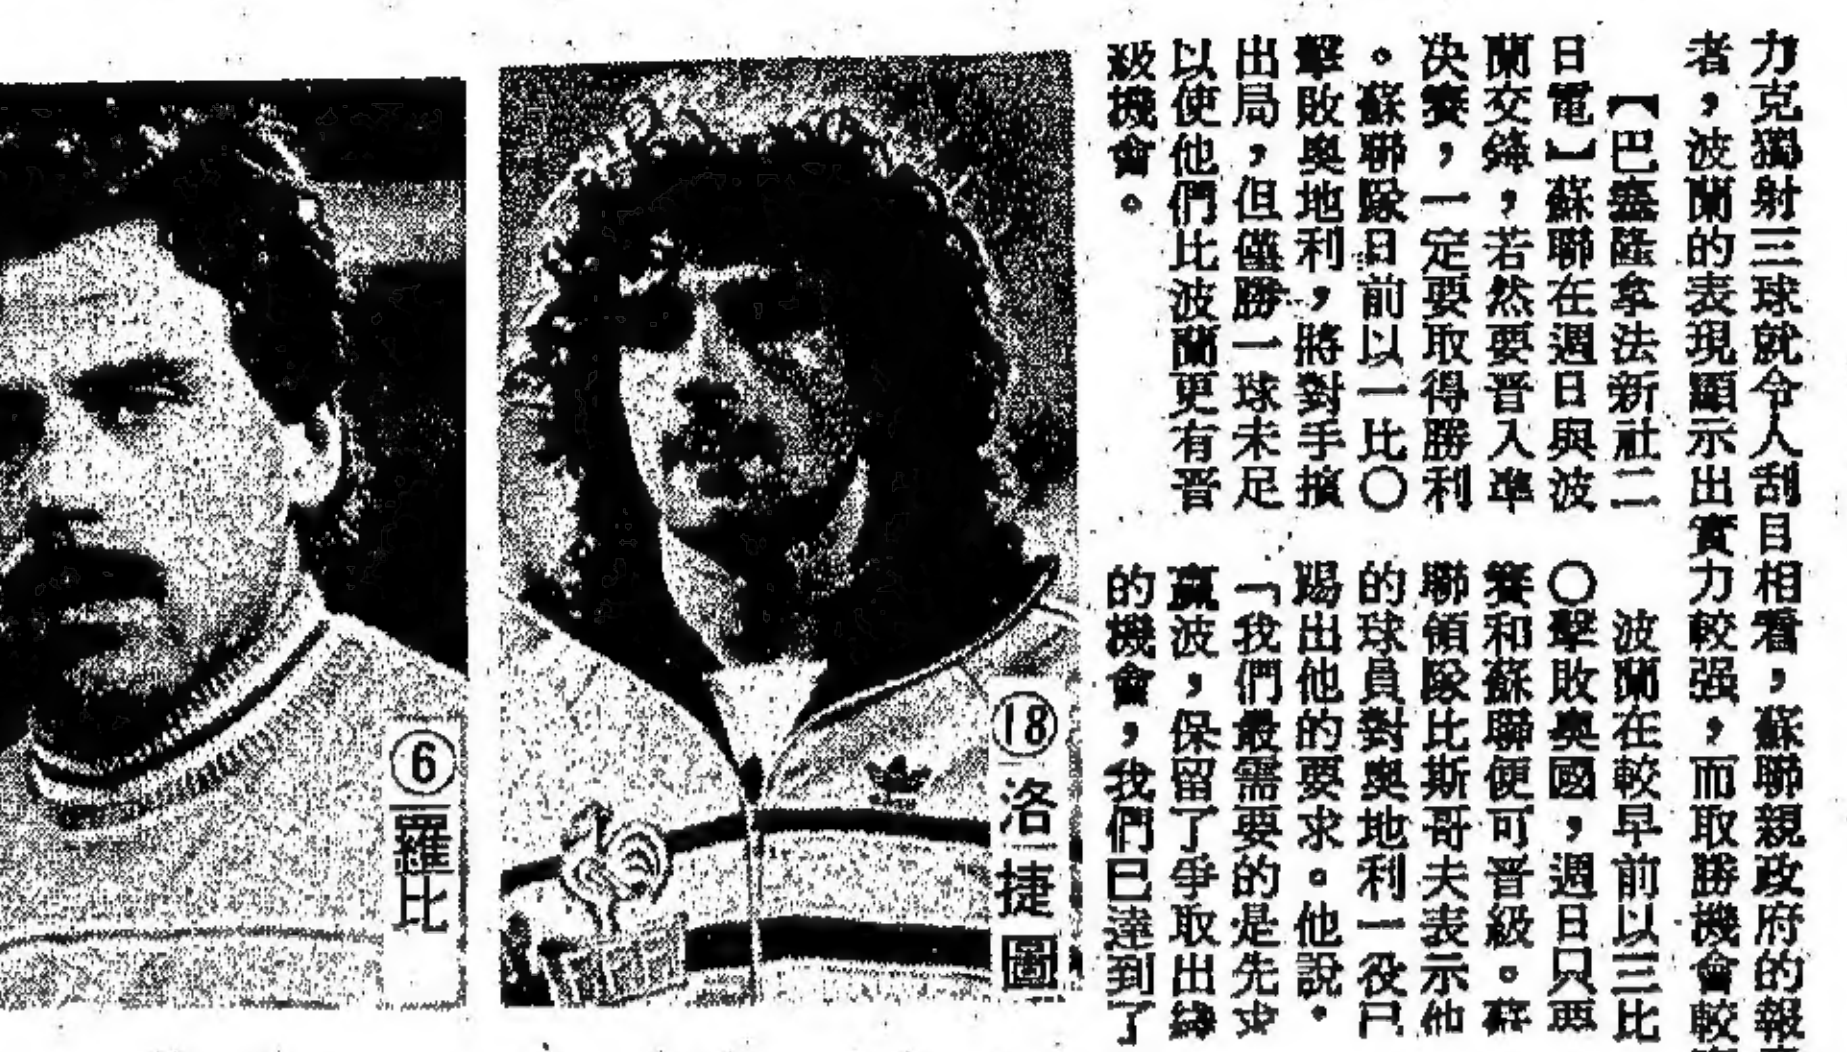 力克獨射三球就令人刮目相看,蘇聯親政府的報
者,波蘭的表現顯示出實力較强,而取勝機會較
【巴塞隆拿法新社二
日電】蘇聯在週日與波
蘭交鋒,若然要晉入準
决賽,一定要取得勝利
。蘇聯隊日前以一比〇
擊敗奧地利,將對手擯
出局,但僅勝一球未足
以使他們比波蘭更有晉
級機會。
波蘭在較早前以三比
〇擊敗奧國,週日只要
賽和蘇聯便可晉級。蘇
聯領隊比斯哥夫表示他
的球員對奧地利一役已
踢出他的要求。他說:
「我們最需要的是先求
贏波,保留了爭取出線
的機會,我們已達到了
⑱洛捷圖
⑥羅比